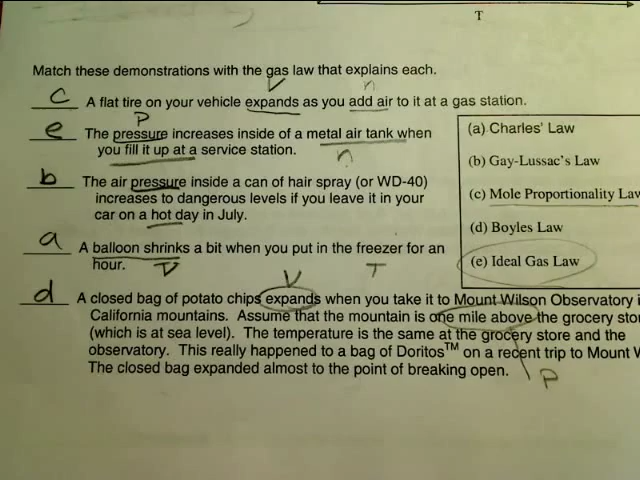 T
Match these demonstrations with the gas law that explains each.
V n
c A flat tire on your vehicle expands as you add air to it at a gas station.
P
e The pressure increases inside of a metal air tank when
you fill it up at a service station.
n
b The air pressure inside a can of hair spray (or WD-40)
increases to dangerous levels if you leave it in your
car on a hot day in July.
a A balloon shrinks a bit when you put in the freezer for an
hour. V T
V
d A closed bag of potato chips expands when you take it to Mount Wilson Observatory i
California mountains. Assume that the mountain is one mile above the grocery stor
(which is at sea level). The temperature is the same at the grocery store and the
observatory. This really happened to a bag of Doritos™ on a recent trip to Mount W
The closed bag expanded almost to the point of breaking open. P
(a) Charles' Law
(b) Gay-Lussac's Law
(c) Mole Proportionality Law
(d) Boyles Law
(e) Ideal Gas Law